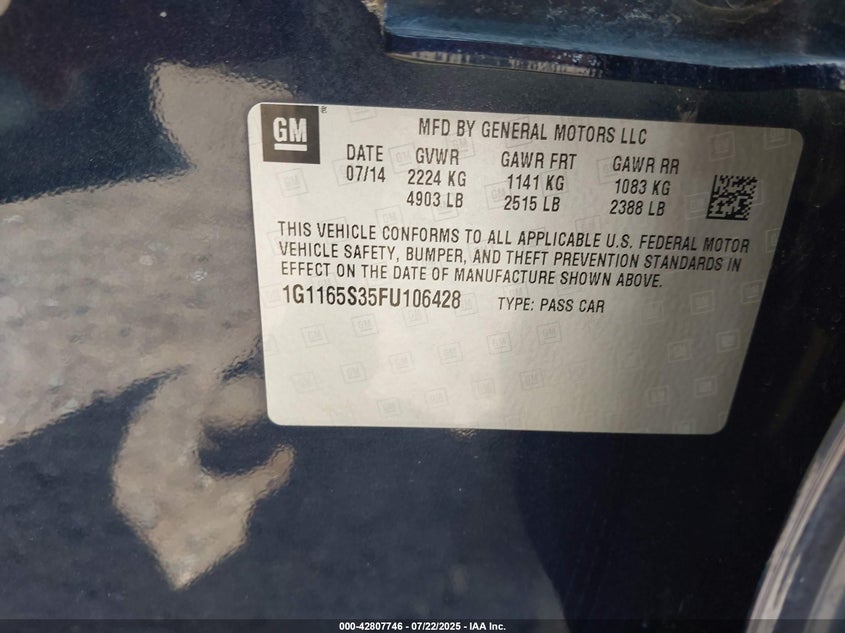 GM
MFD BY GENERAL MOTORS LLC
DATE GVWR GAWR FRT GAWR RR
07/14 2224 KG 1141 KG 1083 KG
4903 LB 2515 LB 2388 LB
THIS VEHICLE CONFORMS TO ALL APPLICABLE U.S. FEDERAL MOTOR
VEHICLE SAFETY, BUMPER, AND THEFT PREVENTION STANDARDS IN
EFFECT ON THE DATE OF MANUFACTURE SHOWN ABOVE.
1G1165S35FU106428 TYPE: PASS CAR
000-42807746 - 07/22/2025 - IAA Inc.